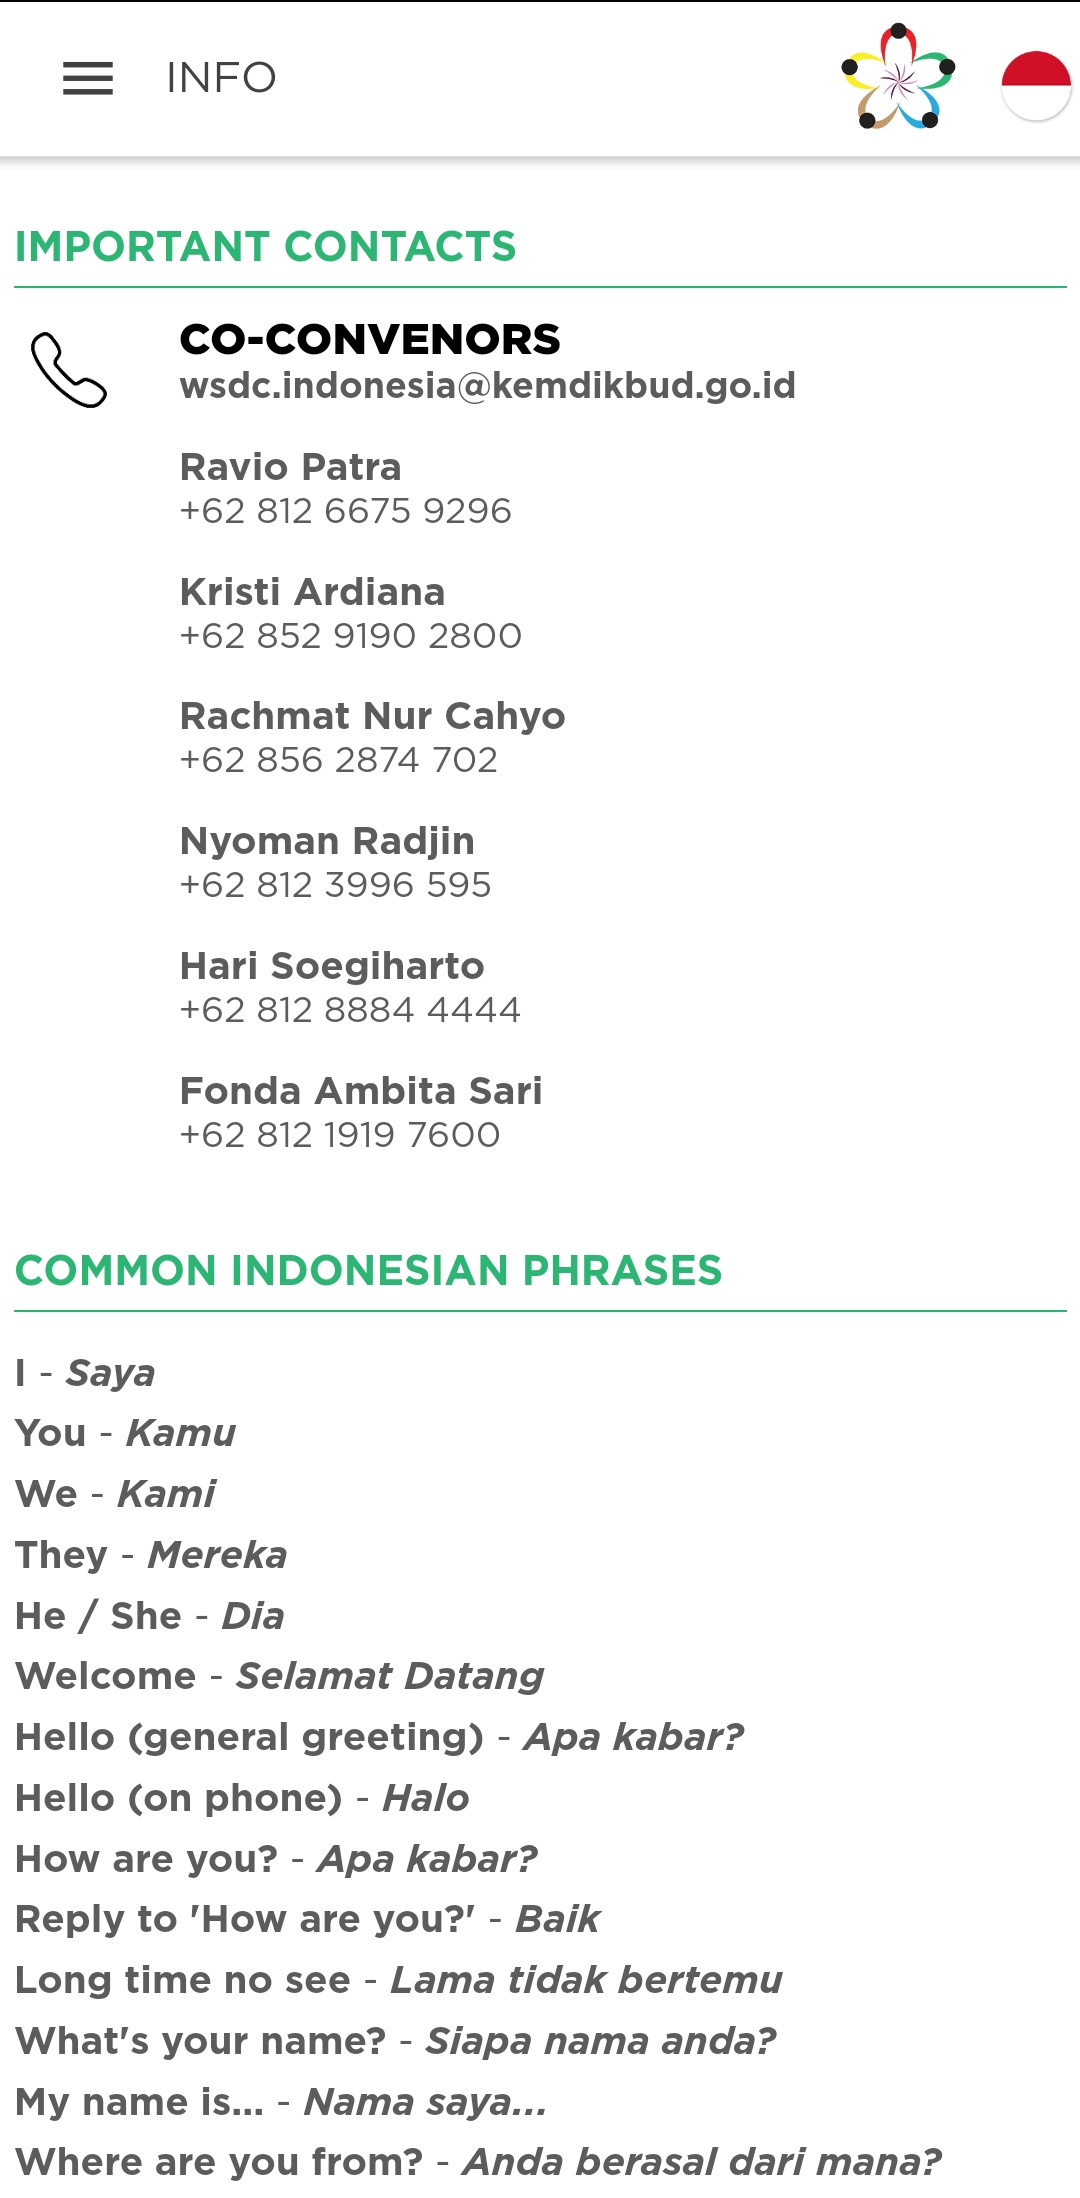 INFO
IMPORTANT CONTACTS
CO-CONVENORS
wsdc.indonesia@kemdikbud.go.id
Ravio Patra
+62 812 6675 9296
Kristi Ardiana
+62 852 9190 2800
Rachmat Nur Cahyo
+62 856 2874 702
Nyoman Radjin
+62 812 3996 595
Hari Soegiharto
+62 812 8884 4444
Fonda Ambita Sari
+62 812 1919 7600
COMMON INDONESIAN PHRASES
I - Saya
You - Kamu
We - Kami
They - Mereka
He / She - Dia
Welcome - Selamat Datang
Hello (general greeting) - Apa kabar?
Hello (on phone) - Halo
How are you? - Apa kabar?
Reply to 'How are you?' - Baik
Long time no see - Lama tidak bertemu
What's your name? - Siapa nama anda?
My name is... - Nama saya...
Where are you from? - Anda berasal dari mana?